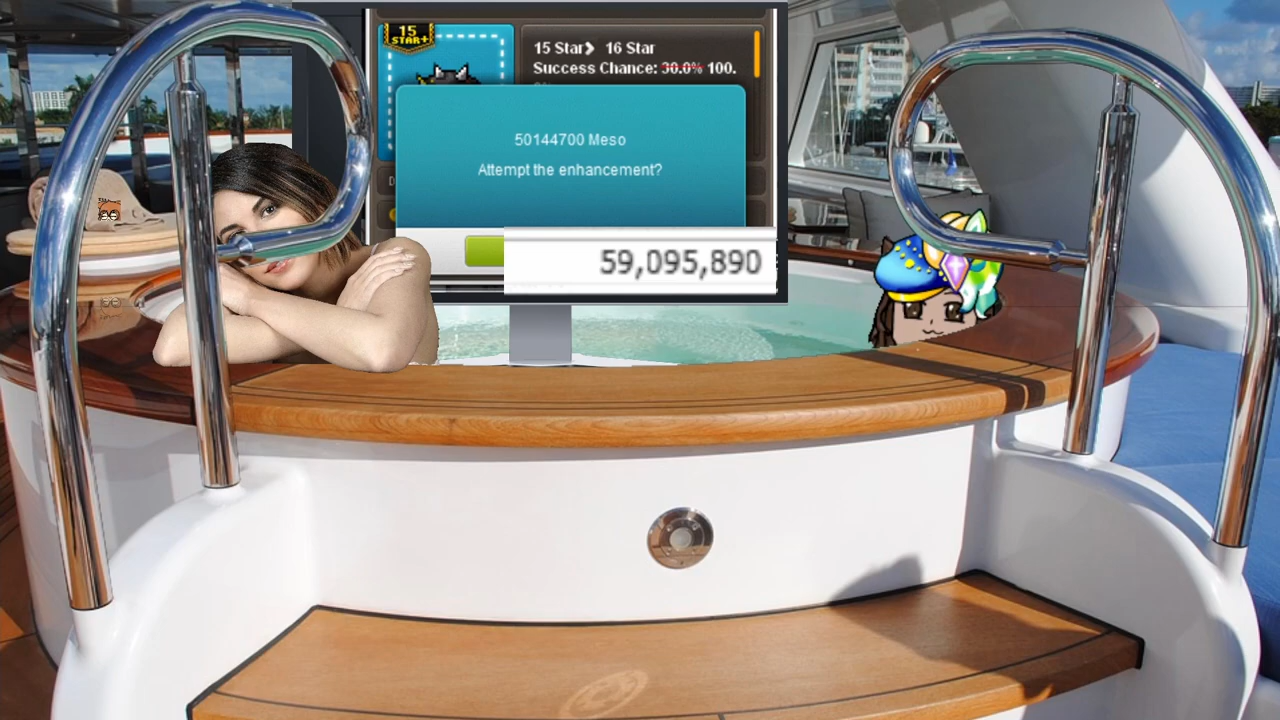 15
STAR+
15 Star> 16 Star
Success Chance: 30.0% 100.
50144700 Meso
Attempt the enhancement?
59,095,890